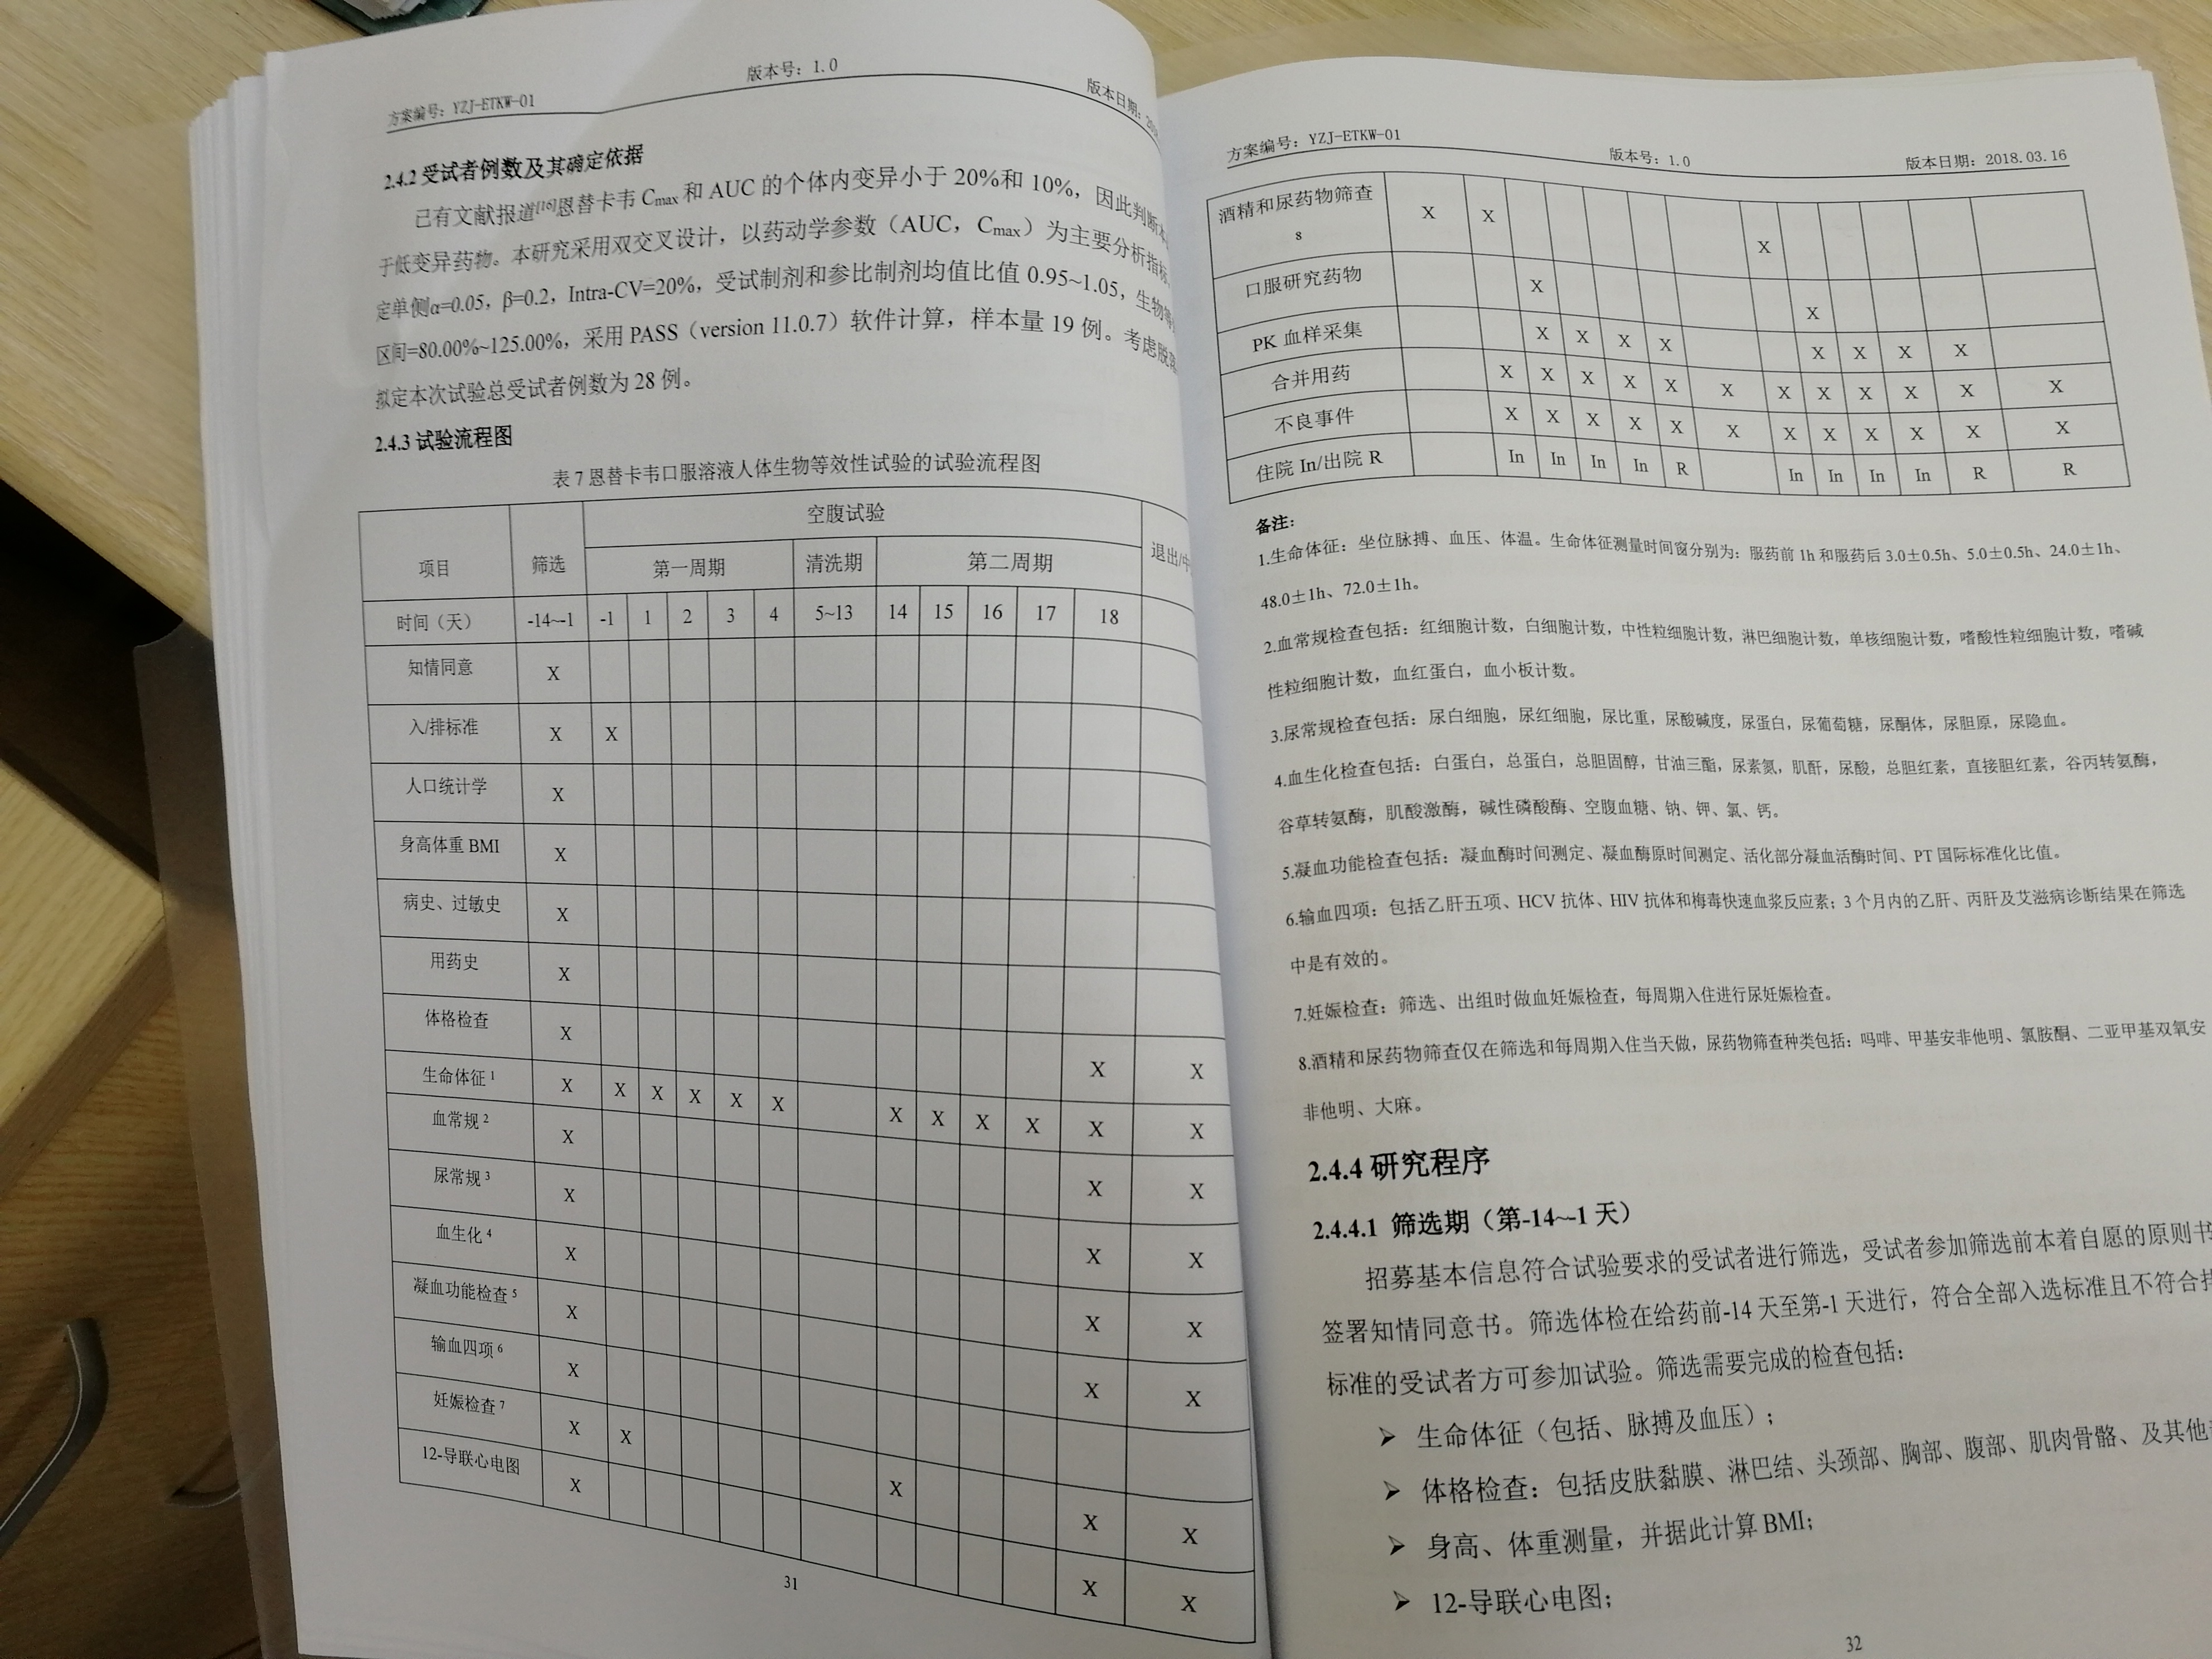 方案编号：YZJ-ETKW-01 版本号：1.0 版本日期：
2.4.2 受试者例数及其确定依据
已有文献报道[16]恩替卡韦 Cmax 和 AUC 的个体内变异小于 20%和 10%，因此判断
于低变异药物。本研究采用双交叉设计，以药动学参数（AUC，Cmax）为主要分析指标
定单侧α=0.05，β=0.2，Intra-CV=20%，受试制剂和参比制剂均值比值 0.95~1.05，生物等
区间=80.00%~125.00%，采用 PASS（version 11.0.7）软件计算，样本量 19 例。考虑脱
拟定本次试验总受试者例数为 28 例。
2.4.3 试验流程图
表 7 恩替卡韦口服溶液人体生物等效性试验的试验流程图
项目 筛选 空腹试验 退出/中
第一周期 清洗期 第二周期
时间（天） -14~-1 -1 1 2 3 4 5~13 14 15 16 17 18
知情同意 X
入/排标准 X X
人口统计学 X
身高体重 BMI X
病史、过敏史 X
用药史 X
体格检查 X X X
生命体征 1 X X X X X X X X X X X X
血常规 2 X X X
尿常规 3 X X X
血生化 4 X X X
凝血功能检查 5 X X X
输血四项 6 X
妊娠检查 7 X X X X X
12-导联心电图 X X X
31
方案编号：YZJ-ETKW-01 版本号：1.0 版本日期：2018.03.16
酒精和尿药物筛查 8 X X X
口服研究药物 X X
PK 血样采集 X X X X X X X X
合并用药 X X X X X X X X X X X X
不良事件 X X X X X X X X X X X X
住院 In/出院 R In In In In R In In In In R R
备注：
1.生命体征：坐位脉搏、血压、体温。生命体征测量时间窗分别为：服药前 1h 和服药后 3.0±0.5h、5.0±0.5h、24.0±1h、
48.0±1h、72.0±1h。
2.血常规检查包括：红细胞计数，白细胞计数，中性粒细胞计数，淋巴细胞计数，单核细胞计数，嗜酸性粒细胞计数，嗜碱
性粒细胞计数，血红蛋白，血小板计数。
3.尿常规检查包括：尿白细胞，尿红细胞，尿比重，尿酸碱度，尿蛋白，尿葡萄糖，尿酮体，尿胆原，尿隐血。
4.血生化检查包括：白蛋白，总蛋白，总胆固醇，甘油三酯，尿素氮，肌酐，尿酸，总胆红素，直接胆红素，谷丙转氨酶，
谷草转氨酶，肌酸激酶，碱性磷酸酶、空腹血糖、钠、钾、氯、钙。
5.凝血功能检查包括：凝血酶时间测定、凝血酶原时间测定、活化部分凝血活酶时间、PT 国际标准化比值。
6.输血四项：包括乙肝五项、HCV 抗体、HIV 抗体和梅毒快速血浆反应素；3 个月内的乙肝、丙肝及艾滋病诊断结果在筛选
中是有效的。
7.妊娠检查：筛选、出组时做血妊娠检查，每周期入住进行尿妊娠检查。
8.酒精和尿药物筛查仅在筛选和每周期入住当天做，尿药物筛查种类包括：吗啡、甲基安非他明、氯胺酮、二亚甲基双氧安
非他明、大麻。
2.4.4 研究程序
2.4.4.1 筛选期（第-14~-1 天）
招募基本信息符合试验要求的受试者进行筛选，受试者参加筛选前本着自愿的原则书
签署知情同意书。筛选体检在给药前-14 天至第-1 天进行，符合全部入选标准且不符合排
标准的受试者方可参加试验。筛选需要完成的检查包括：
➢ 生命体征（包括、脉搏及血压）；
➢ 体格检查：包括皮肤黏膜、淋巴结、头颈部、胸部、腹部、肌肉骨骼、及其他
➢ 身高、体重测量，并据此计算 BMI；
➢ 12-导联心电图；
32